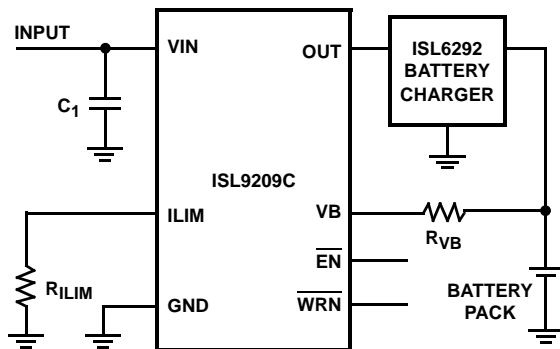 INPUT
VIN
OUT
ISL6292
BATTERY
CHARGER
C1
ISL9209C
ILIM
VB
RVB
EN
RILIM
GND
WRN
BATTERY
PACK